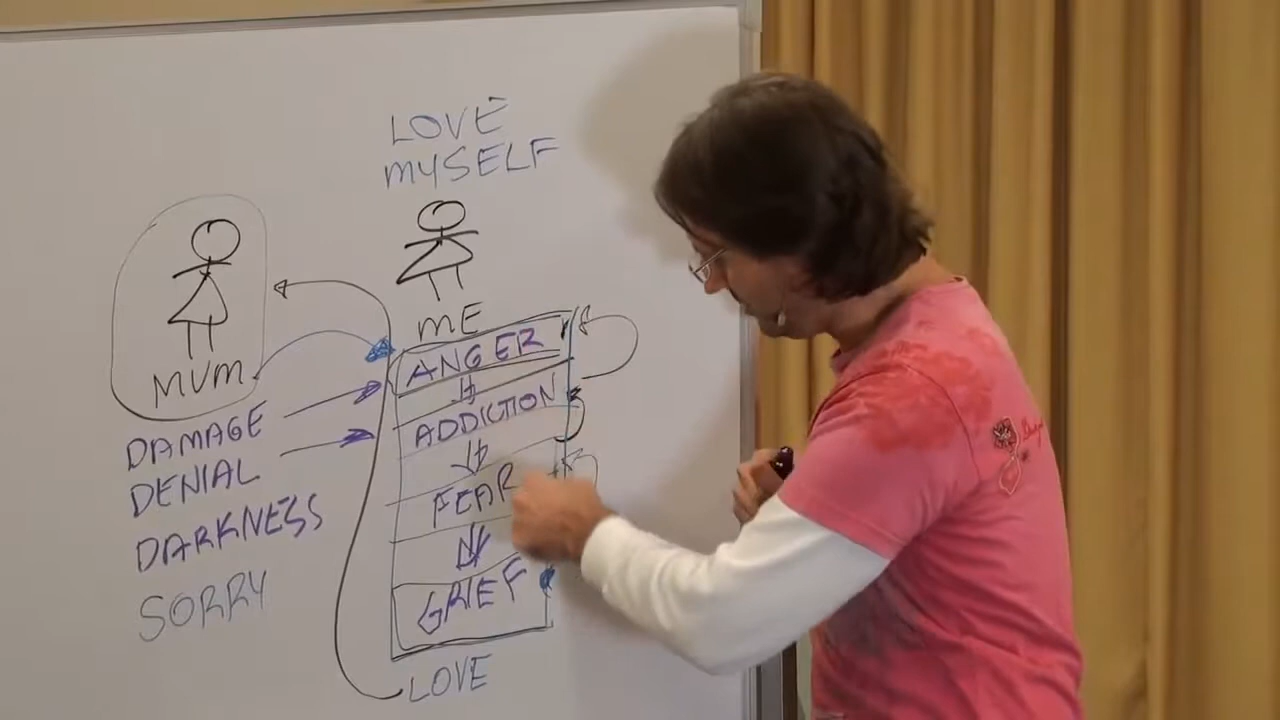 LOVE
MYSELF
ME
MUM
ANGER
ADDICTION
FEAR
GRIEF
LOVE
DAMAGE
DENIAL
DARKNESS
SORRY